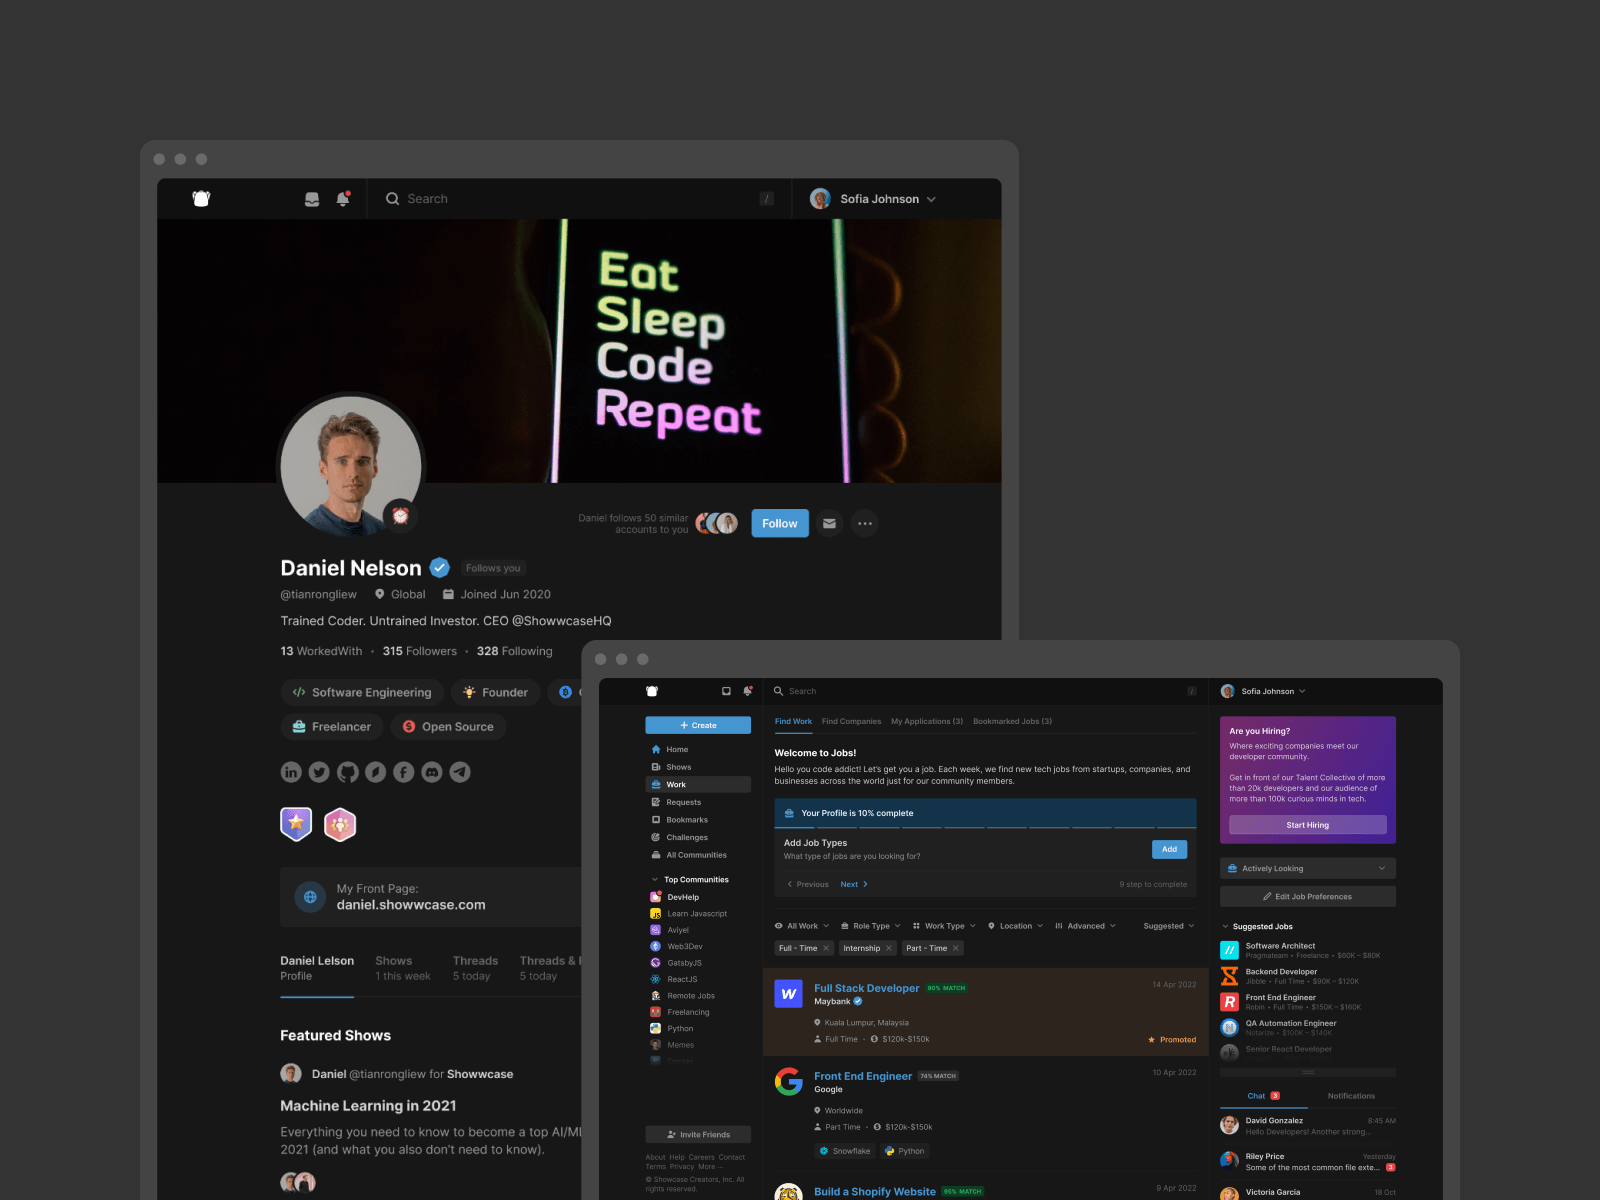 Search
/
Sofia Johnson
Eat
Sleep
Code
Repeat
Daniel follows 50 similar
accounts to you
Follow
Daniel Nelson
Follows you
@tianrongliew
Global
Joined Jun 2020
Trained Coder. Untrained Investor. CEO @ShowwcaseHQ
13 WorkedWith · 315 Followers · 328 Following
Software Engineering
Founder
Freelancer
Open Source
My Front Page:
daniel.showwcase.com
Daniel Lelson
Profile
Shows
1 this week
Threads
5 today
Threads &
5 today
Featured Shows
Daniel @tianrongliew for Showwcase
Machine Learning in 2021
Everything you need to know to become a top AI/ML
2021 (and what you also don't need to know).
Search
/
Sofia Johnson
Create
Home
Shows
Work
Requests
Bookmarks
Challenges
All Communities
Top Communities
DevHelp
Learn Javascript
Aviyel
Web3Dev
GatsbyJS
ReactJS
Remote Jobs
Freelancing
Python
Memes
Invite Friends
About Help Careers Contact
Terms Privacy More ···
© Showcase Creators, Inc. All
rights reserved.
Find Work
Find Companies
My Applications (3)
Bookmarked Jobs (3)
Welcome to Jobs!
Hello you code addict! Let's get you a job. Each week, we find new tech jobs from startups, companies, and
businesses across the world just for our community members.
Your Profile is 10% complete
Add Job Types
What type of jobs are you looking for?
Add
Previous
Next
9 step to complete
All Work
Role Type
Work Type
Location
Advanced
Suggested
Full - Time
Internship
Part - Time
Full Stack Developer
90% MATCH
14 Apr 2022
Maybank
Kuala Lumpur, Malaysia
Full Time · $120k-$150k
Promoted
Front End Engineer
74% MATCH
10 Apr 2022
Google
Worldwide
Part Time · $120k-$150k
Snowflake
Python
Build a Shopify Website
95% MATCH
9 Apr 2022
Are you Hiring?
Where exciting companies meet our
developer community.
Get in front of our Talent Collective of more
than 20k developers and our audience of
more than 100k curious minds in tech.
Start Hiring
Actively Looking
Edit Job Preferences
Suggested Jobs
Software Architect
Pragmateam • Freelance • $60K – $80K
Backend Developer
Jibble • Full Time • $90K – $120K
Front End Engineer
Robin • Full Time • $150K – $160K
QA Automation Engineer
Notarize • $100K – $140K
Senior React Developer
Chat 3
Notifications
David Gonzalez
8:45 AM
Hello Developers! Another strong...
Riley Price
Yesterday
Some of the most common file exte...
3
Victoria Garcia
18 Oct